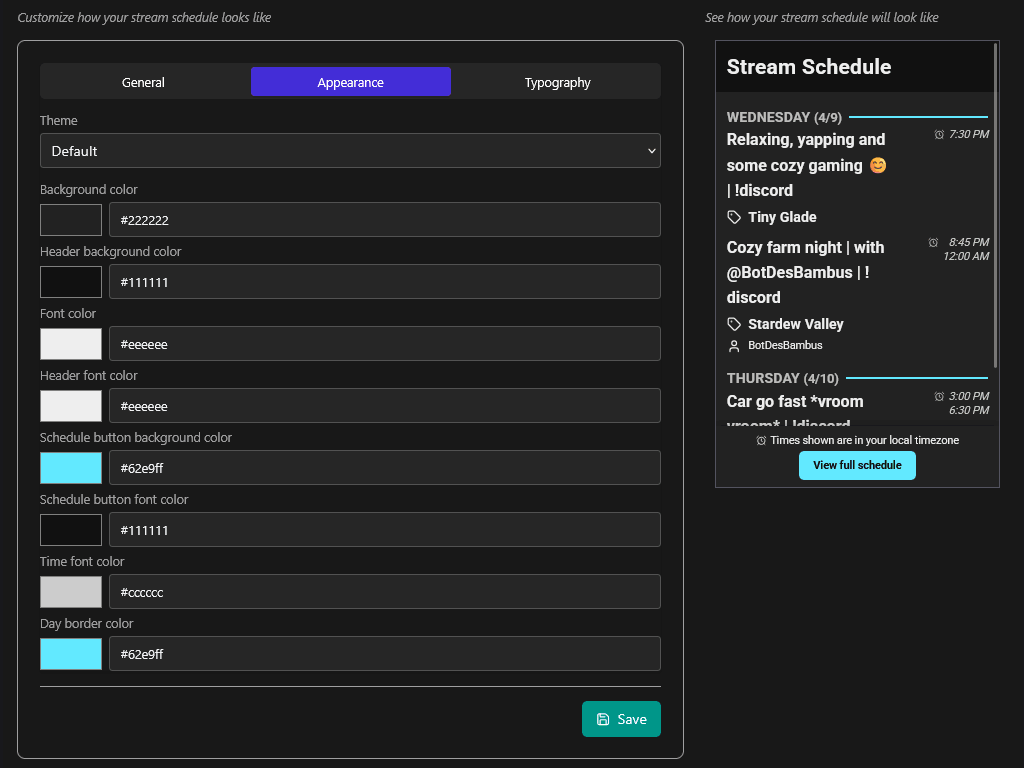 Customize how your stream schedule looks like
General
Appearance
Typography
Theme
Default
Background color
#222222
Header background color
#111111
Font color
#eeeeee
Header font color
#eeeeee
Schedule button background color
#62e9ff
Schedule button font color
#111111
Time font color
#cccccc
Day border color
#62e9ff
Save
See how your stream schedule will look like
Stream Schedule
WEDNESDAY (4/9)
Relaxing, yapping and
7:30 PM
some cozy gaming 😊
| !discord
Tiny Glade
Cozy farm night | with
8:45 PM
@BotDesBambus | !
12:00 AM
discord
Stardew Valley
BotDesBambus
THURSDAY (4/10)
Car go fast *vroom
3:00 PM
6:30 PM
vroom* | !discord
Times shown are in your local timezone
View full schedule